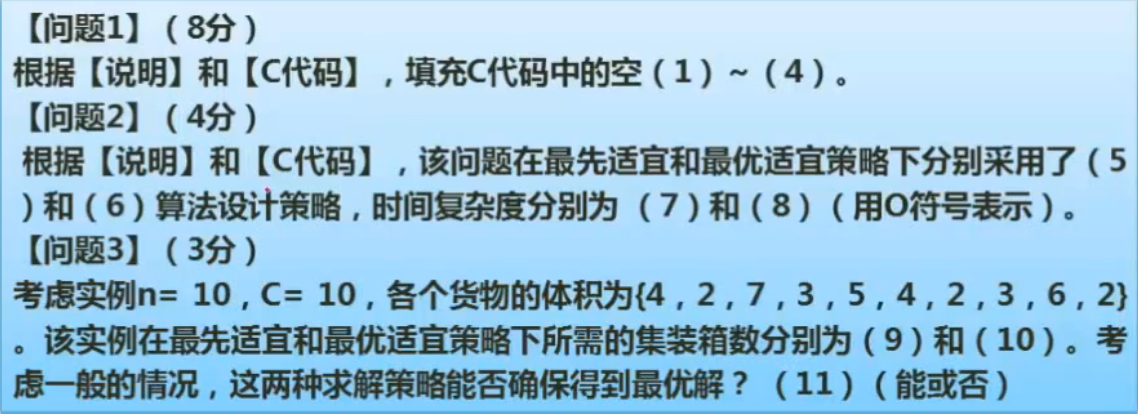 【问题1】（8分）
根据【说明】和【C代码】，填充C代码中的空（1）~（4）。
【问题2】（4分）
根据【说明】和【C代码】，该问题在最先适宜和最优适宜策略下分别采用了（5
）和（6）算法设计策略，时间复杂度分别为 （7）和（8）（用O符号表示）。
【问题3】（3分）
考虑实例n= 10，C= 10，各个货物的体积为{4，2，7，3，5，4，2，3，6，2}
。该实例在最先适宜和最优适宜策略下所需的集装箱数分别为（9）和（10）。考
虑一般的情况，这两种求解策略能否确保得到最优解？（11）（能或否）